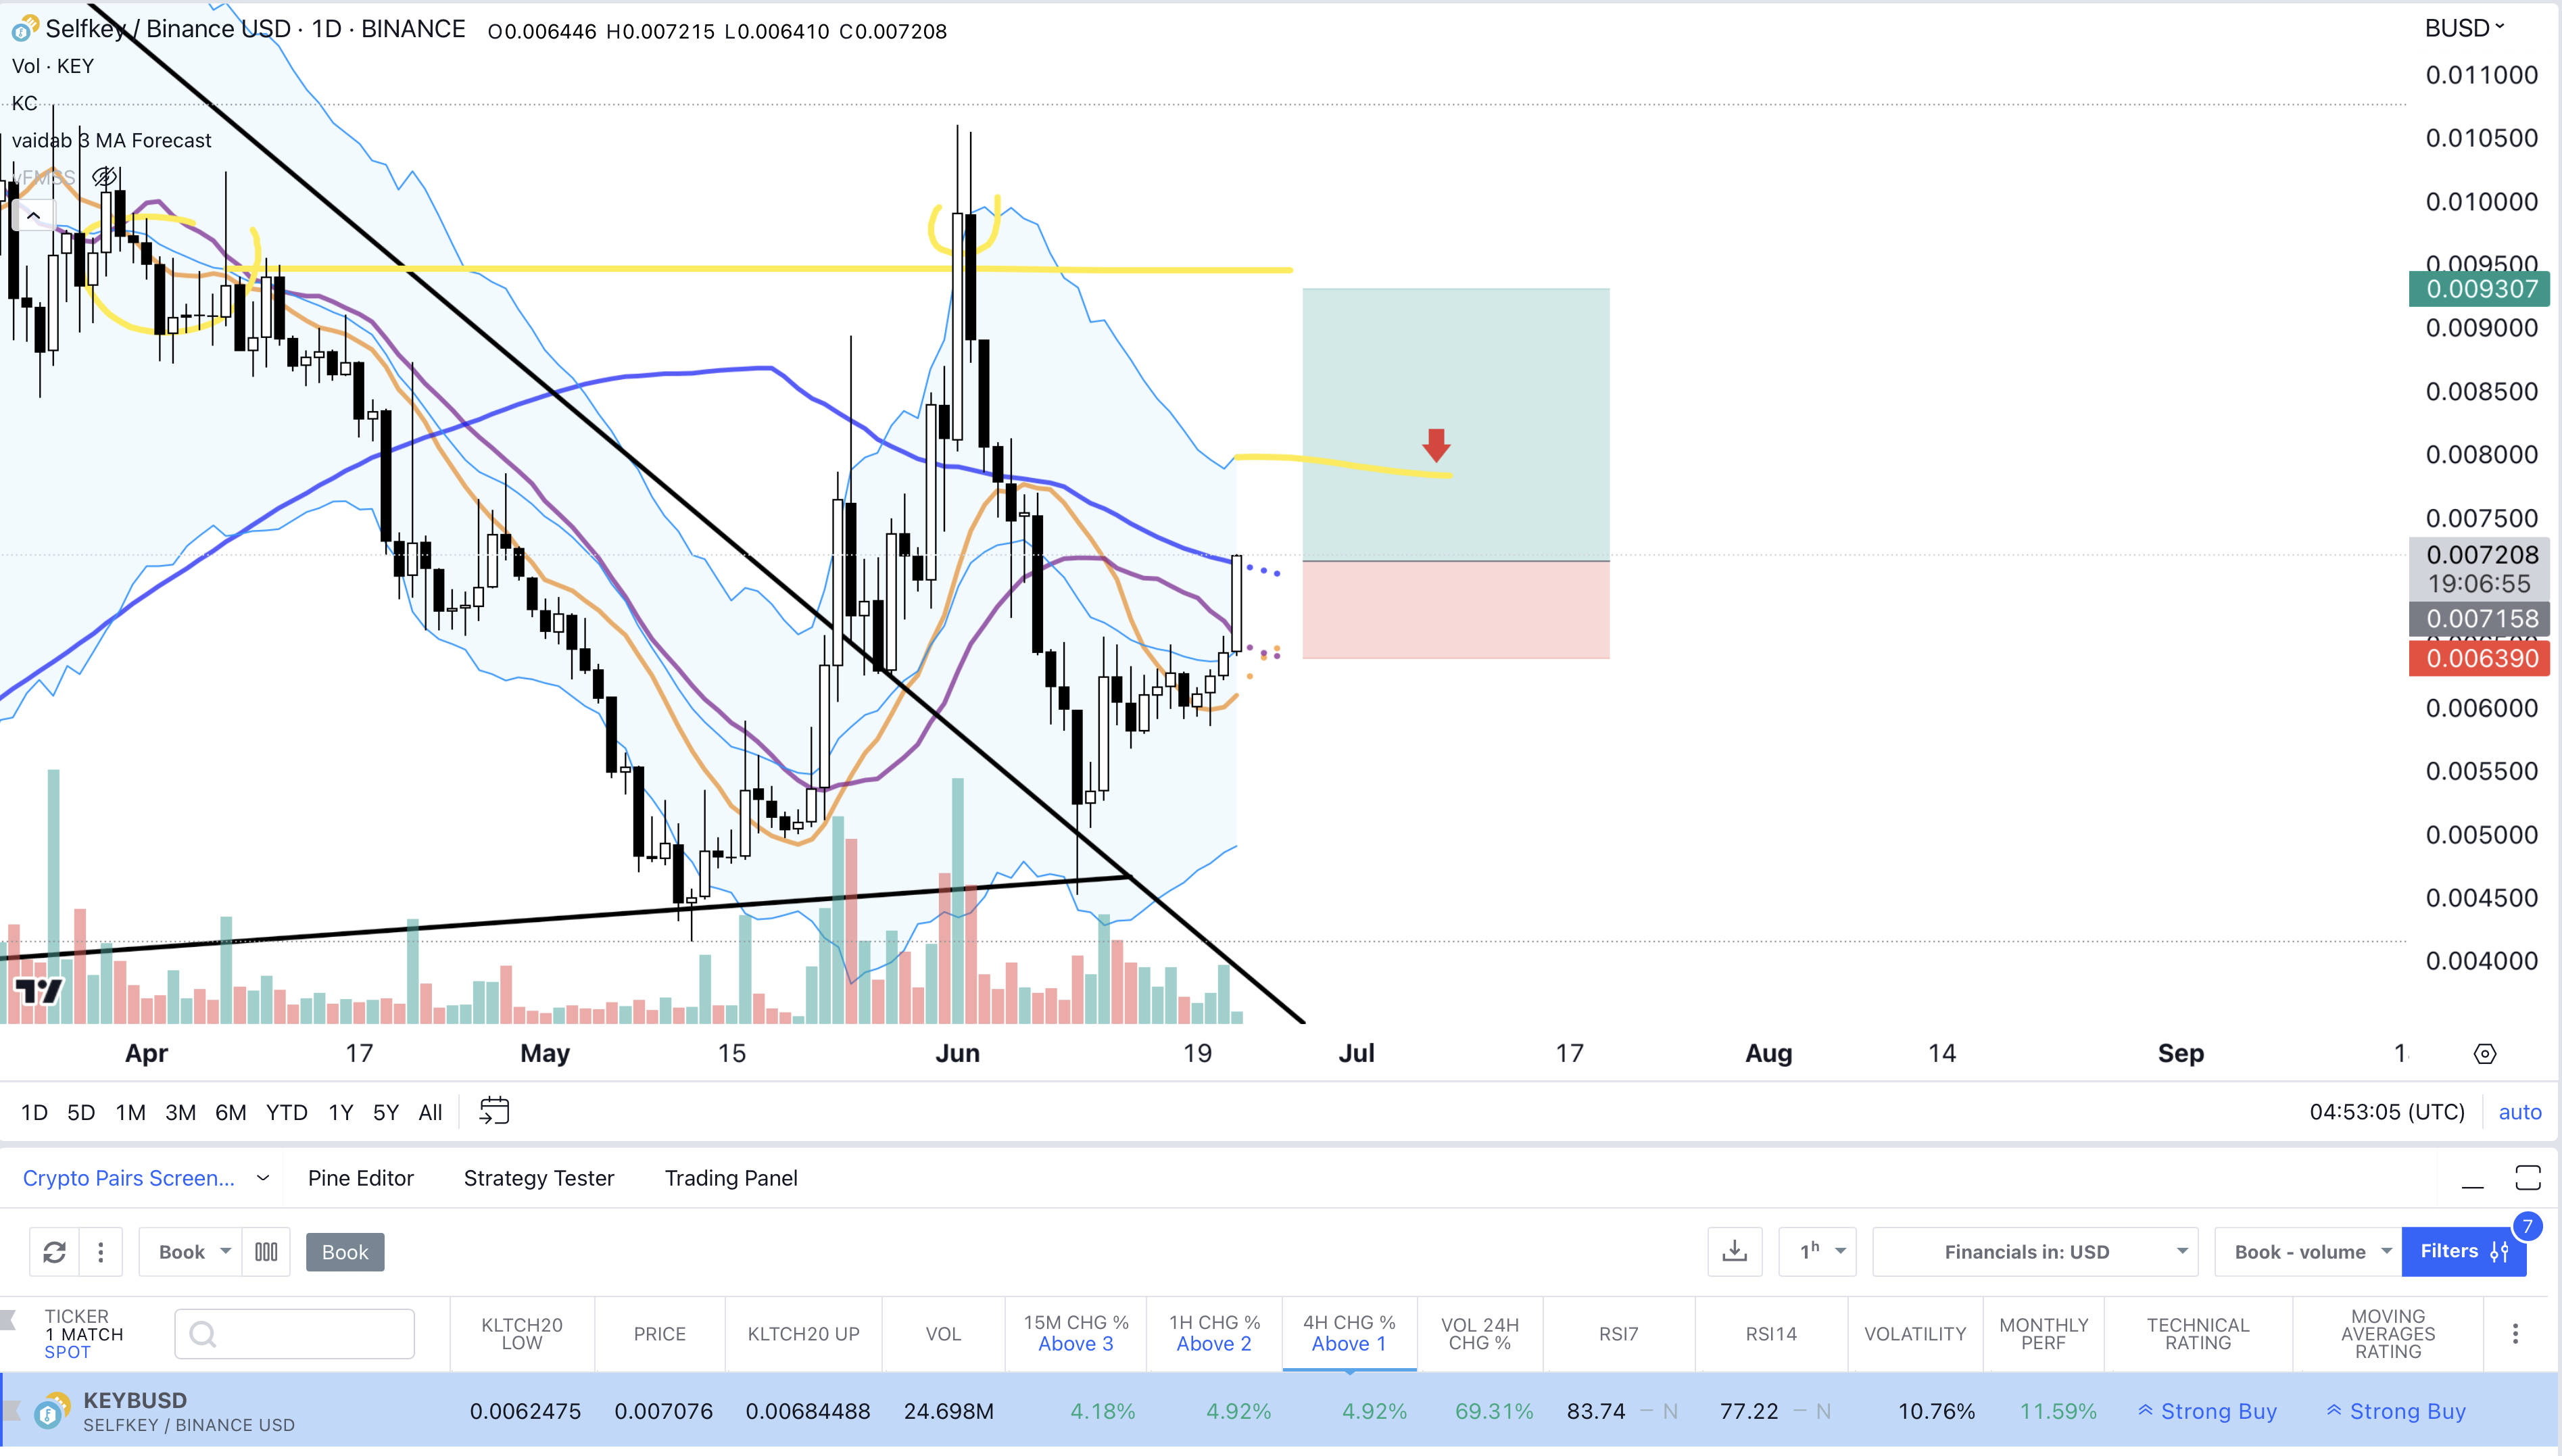 Selfkey / Binance USD · 1D · BINANCE O0.006446 H0.007215 L0.006410 C0.007208
BUSD
Vol · KEY
KC
vaidab 3 MA Forecast
vFMSS
0.011000
0.010500
0.010000
0.009500
0.009307
0.009000
0.008500
0.008000
0.007500
0.007208
19:06:55
0.007158
0.006390
0.006000
0.005500
0.005000
0.004500
0.004000
Apr 17 May 15 Jun 19 Jul 17 Aug 14 Sep
1D 5D 1M 3M 6M YTD 1Y 5Y All
04:53:05 (UTC) auto
Crypto Pairs Screen... Pine Editor Strategy Tester Trading Panel
Book Book 1h Financials in: USD Book - volume Filters 7
TICKER
1 MATCH
SPOT
KLTCH20 LOW
PRICE
KLTCH20 UP
VOL
15M CHG %
Above 3
1H CHG %
Above 2
4H CHG %
Above 1
VOL 24H CHG %
RSI7
RSI14
VOLATILITY
MONTHLY PERF
TECHNICAL RATING
MOVING AVERAGES RATING
KEYBUSD
SELFKEY / BINANCE USD
0.0062475 0.007076 0.00684488 24.698M 4.18% 4.92% 4.92% 69.31% 83.74 — N 77.22 — N 10.76% 11.59% Strong Buy Strong Buy